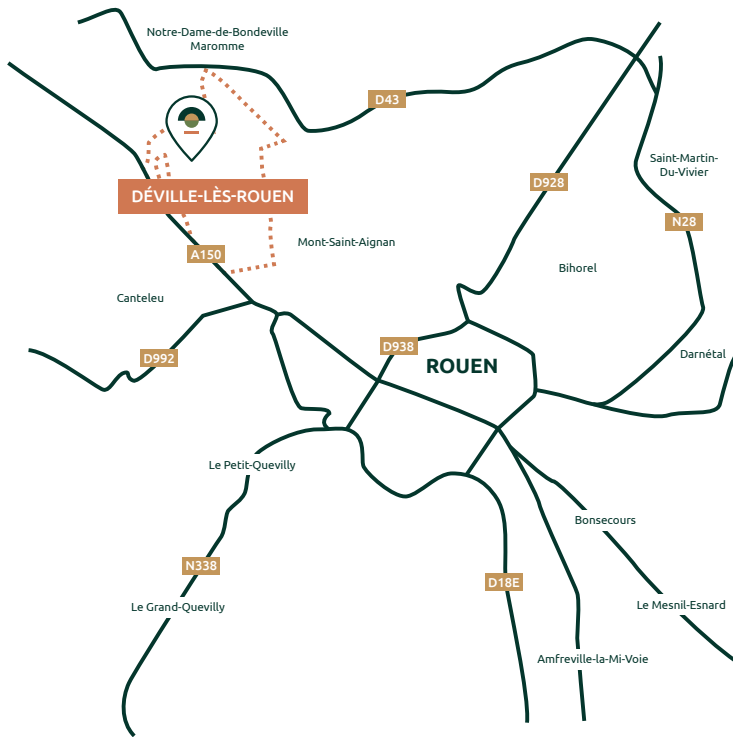 Notre-Dame-de-Bondeville
Maromme
D43
Saint-Martin-
Du-Vivier
D928
DÉVILLE-LÈS-ROUEN
N28
Mont-Saint-Aignan
A150
Bihorel
Canteleu
D938
D992
Darnétal
ROUEN
Le Petit-Quevilly
Bonsecours
N338
D18E
Le Grand-Quevilly
Le Mesnil-Esnard
Amfreville-la-Mi-Voie